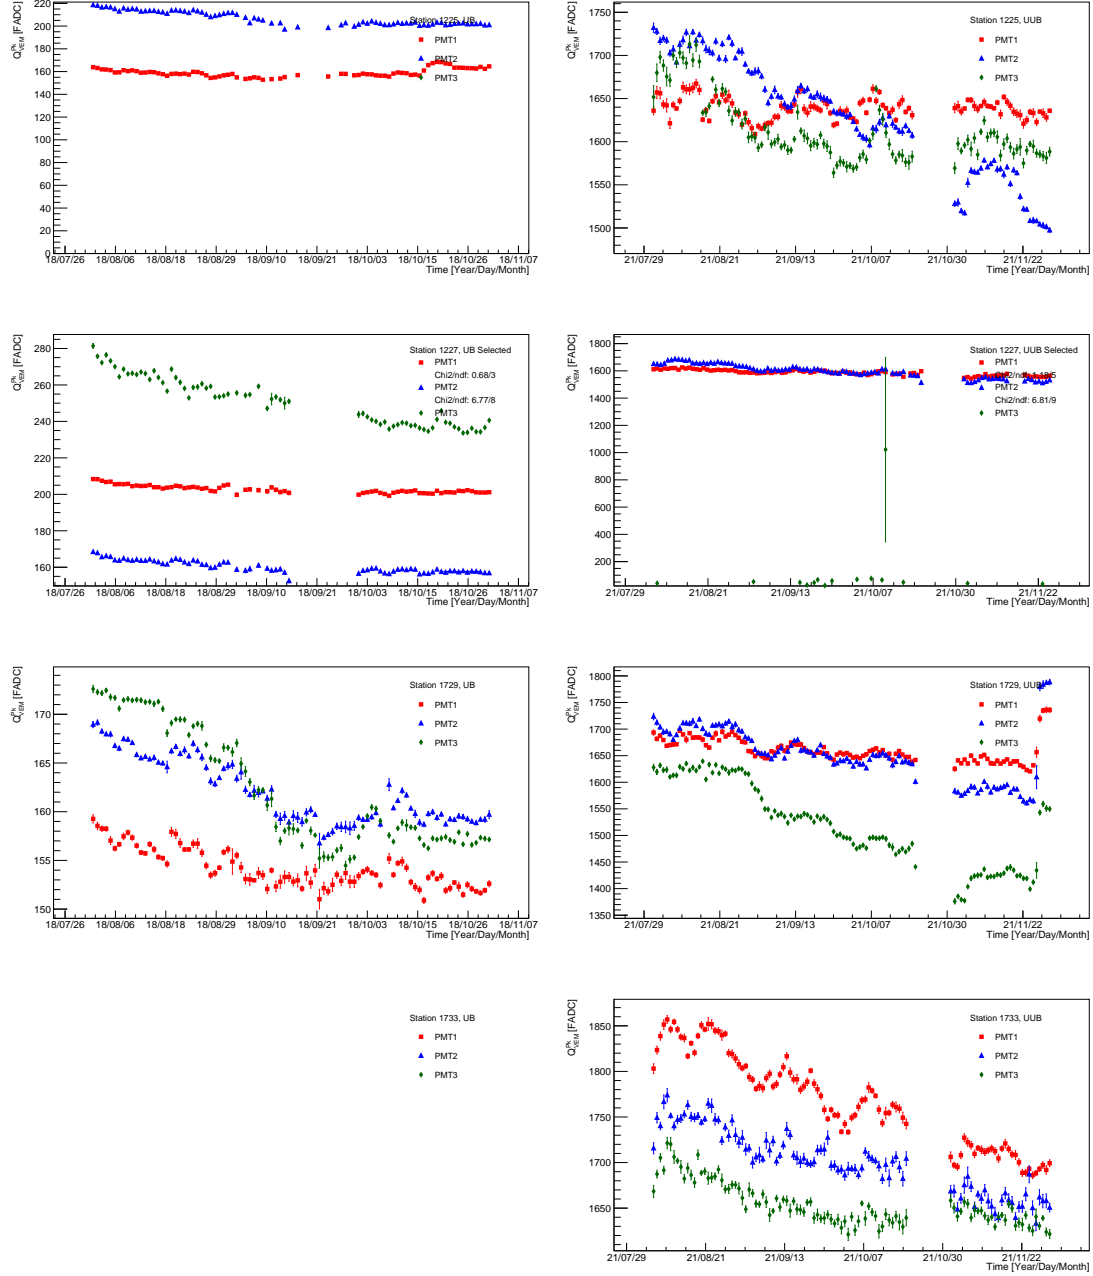 Q^Pk_VEM [FADC]
220
200
180
160
140
120
100
80
60
40
20
0
Station 1225, UB
PMT1
PMT2
PMT3
18/07/26 18/08/06 18/08/18 18/08/29 18/09/10 18/09/21 18/10/03 18/10/15 18/10/26 18/11/07
Time [Year/Day/Month]
Q^Pk_VEM [FADC]
1750
1700
1650
1600
1550
1500
Station 1225, UUB
PMT1
PMT2
PMT3
21/07/29 21/08/21 21/09/13 21/10/07 21/10/30 21/11/22
Time [Year/Day/Month]
Q^Pk_VEM [FADC]
280
260
240
220
200
180
160
Station 1227, UB Selected
PMT1
Chi2/ndf: 0.68/3
PMT2
Chi2/ndf: 6.77/8
PMT3
18/07/26 18/08/06 18/08/18 18/08/29 18/09/10 18/09/21 18/10/03 18/10/15 18/10/26 18/11/07
Time [Year/Day/Month]
Q^Pk_VEM [FADC]
1800
1600
1400
1200
1000
800
600
400
200
Station 1227, UUB Selected
PMT1
PMT2
Chi2/ndf: 6.81/9
PMT3
21/07/29 21/08/21 21/09/13 21/10/07 21/10/30 21/11/22
Time [Year/Day/Month]
Q^Pk_VEM [FADC]
170
165
160
155
150
Station 1729, UB
PMT1
PMT2
PMT3
18/07/26 18/08/06 18/08/18 18/08/29 18/09/10 18/09/21 18/10/03 18/10/15 18/10/26 18/11/07
Time [Year/Day/Month]
Q^Pk_VEM [FADC]
1800
1750
1700
1650
1600
1550
1500
1450
1400
1350
Station 1729, UUB
PMT1
PMT2
PMT3
21/07/29 21/08/21 21/09/13 21/10/07 21/10/30 21/11/22
Time [Year/Day/Month]
Station 1733, UB
PMT1
PMT2
PMT3
Q^Pk_VEM [FADC]
1850
1800
1750
1700
1650
Station 1733, UUB
PMT1
PMT2
PMT3
21/07/29 21/08/21 21/09/13 21/10/07 21/10/30 21/11/22
Time [Year/Day/Month]